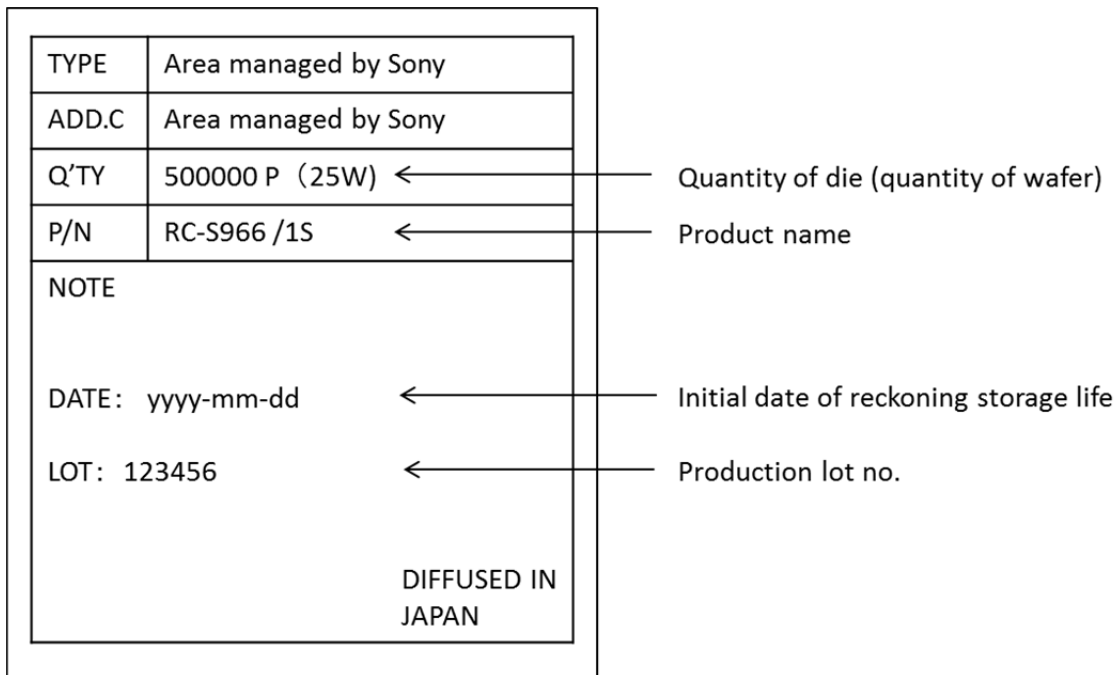 TYPE Area managed by Sony
ADD.C Area managed by Sony
Q'TY 500000 P（25W) Quantity of die (quantity of wafer)
P/N RC-S966 /1S Product name
NOTE
DATE： yyyy-mm-dd Initial date of reckoning storage life
LOT： 123456 Production lot no.
DIFFUSED IN
JAPAN